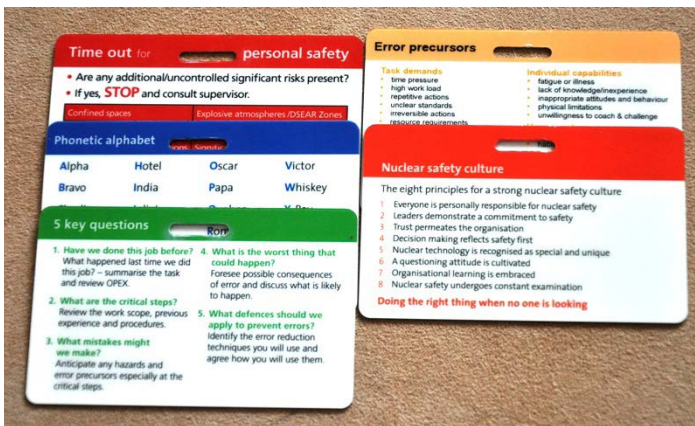 Time out for personal safety
• Are any additional/uncontrolled significant risks present?
• If yes, STOP and consult supervisor.
Confined spaces
Explosive atmospheres /DSEAR Zones
Phonetic alphabet
Alpha Hotel Oscar Victor
Bravo India Papa Whiskey
5 key questions
Rom
1. Have we done this job before?
What happened last time we did
this job? – summarise the task
and review OPEX.
2. What are the critical steps?
Review the work scope, previous
experience and procedures.
3. What mistakes might
we make?
Anticipate any hazards and
error precursors especially at the
critical steps.
4. What is the worst thing that
could happen?
Foresee possible consequences
of error and discuss what is likely
to happen.
5. What defences should we
apply to prevent errors?
Identify the error reduction
techniques you will use and
agree how you will use them.
Error precursors
Task demands
• time pressure
• high work load
• repetitive actions
• unclear standards
• irreversible actions
• resource requirements
Individual capabilities
• fatigue or illness
• lack of knowledge/inexperience
• inappropriate attitudes and behaviour
• physical limitations
• unwillingness to coach & challenge
Nuclear safety culture
The eight principles for a strong nuclear safety culture
1 Everyone is personally responsible for nuclear safety
2 Leaders demonstrate a commitment to safety
3 Trust permeates the organisation
4 Decision making reflects safety first
5 Nuclear technology is recognised as special and unique
6 A questioning attitude is cultivated
7 Organisational learning is embraced
8 Nuclear safety undergoes constant examination
Doing the right thing when no one is looking